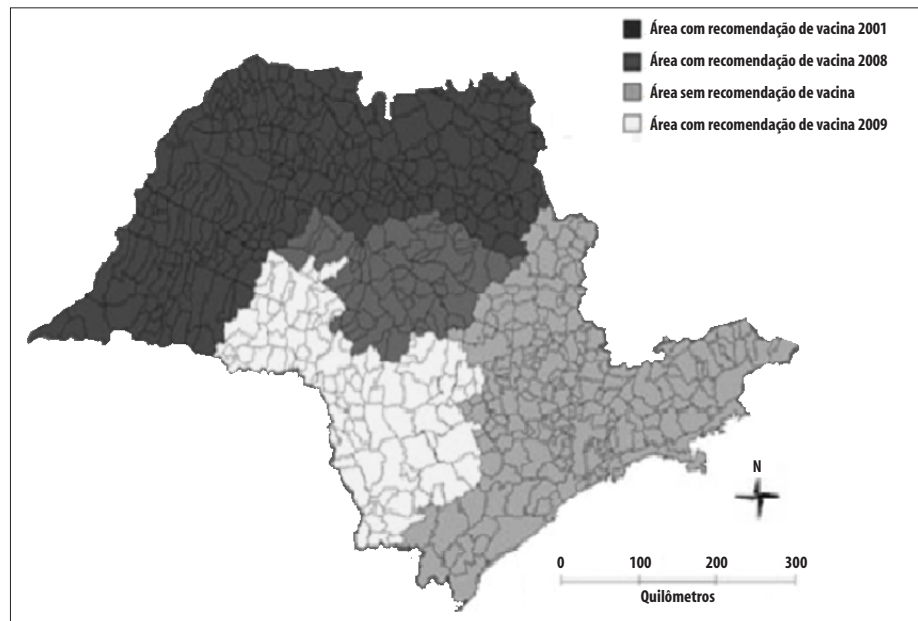 Área com recomendação de vacina 2001
Área com recomendação de vacina 2008
Área sem recomendação de vacina
Área com recomendação de vacina 2009
N
0 100 200 300
Quilômetros